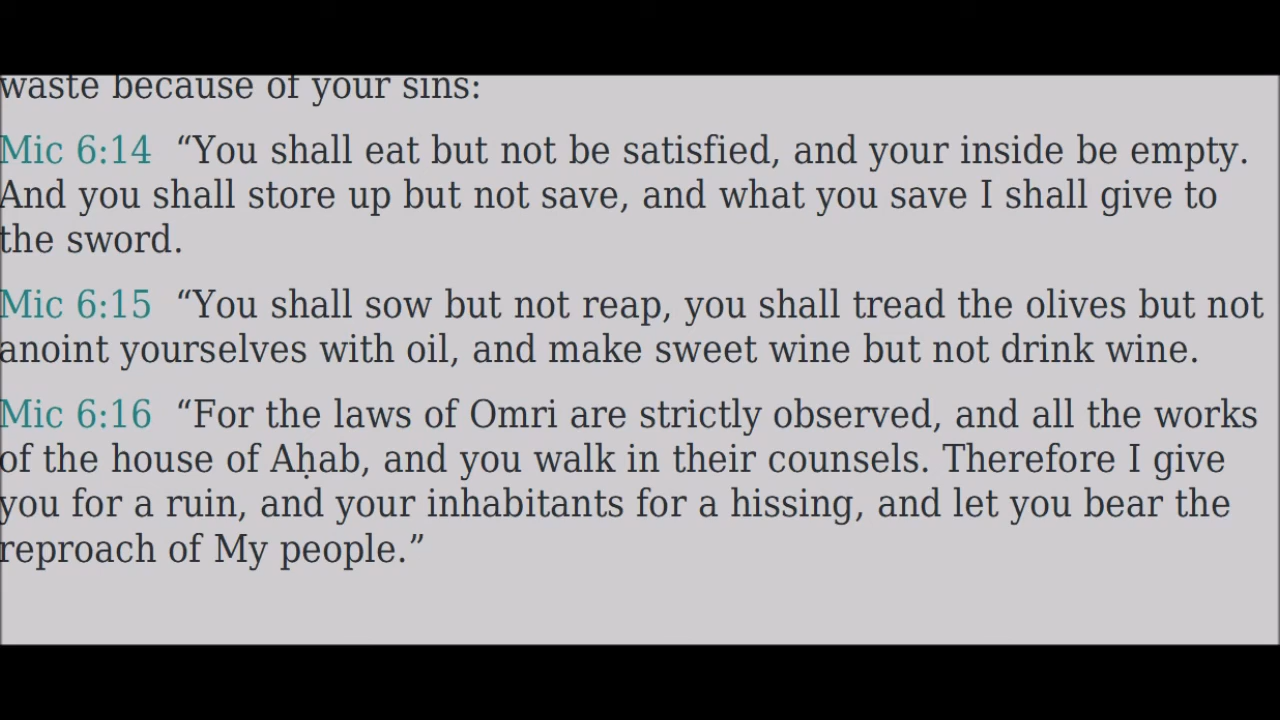 waste because of your sins:
Mic 6:14 “You shall eat but not be satisfied, and your inside be empty.
And you shall store up but not save, and what you save I shall give to
the sword.
Mic 6:15 “You shall sow but not reap, you shall tread the olives but not
anoint yourselves with oil, and make sweet wine but not drink wine.
Mic 6:16 “For the laws of Omri are strictly observed, and all the works
of the house of Aḥab, and you walk in their counsels. Therefore I give
you for a ruin, and your inhabitants for a hissing, and let you bear the
reproach of My people.”